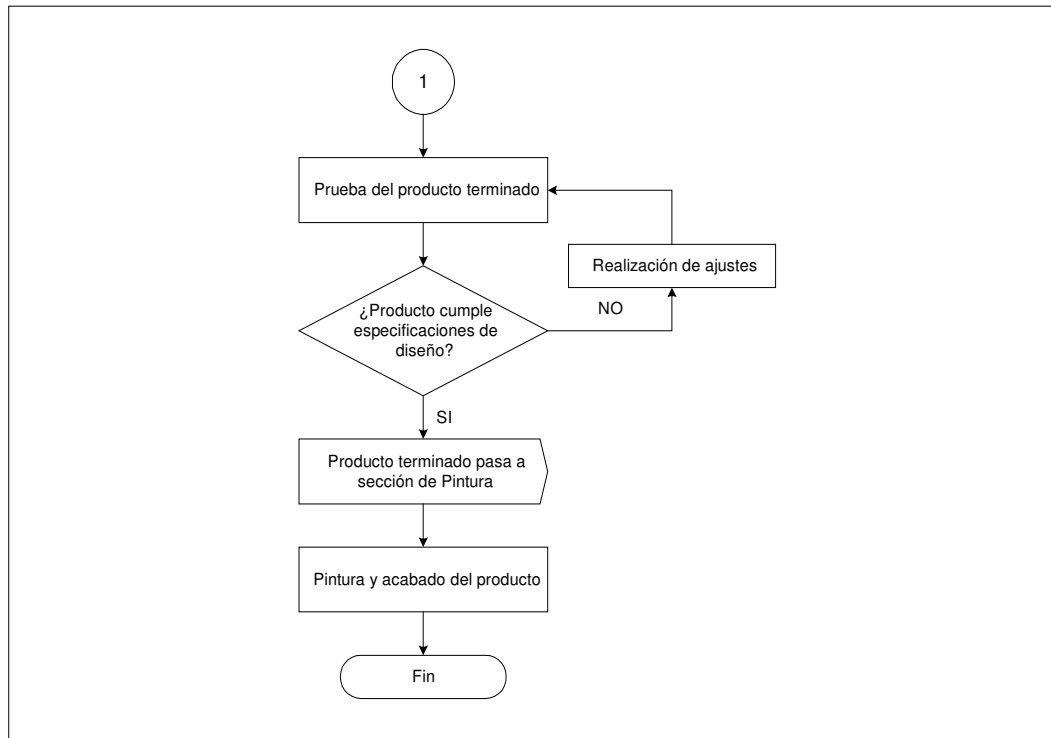 1
Prueba del producto terminado
Realización de ajustes
¿Producto cumple
especificaciones de
diseño?
NO
SI
Producto terminado pasa a
sección de Pintura
Pintura y acabado del producto
Fin